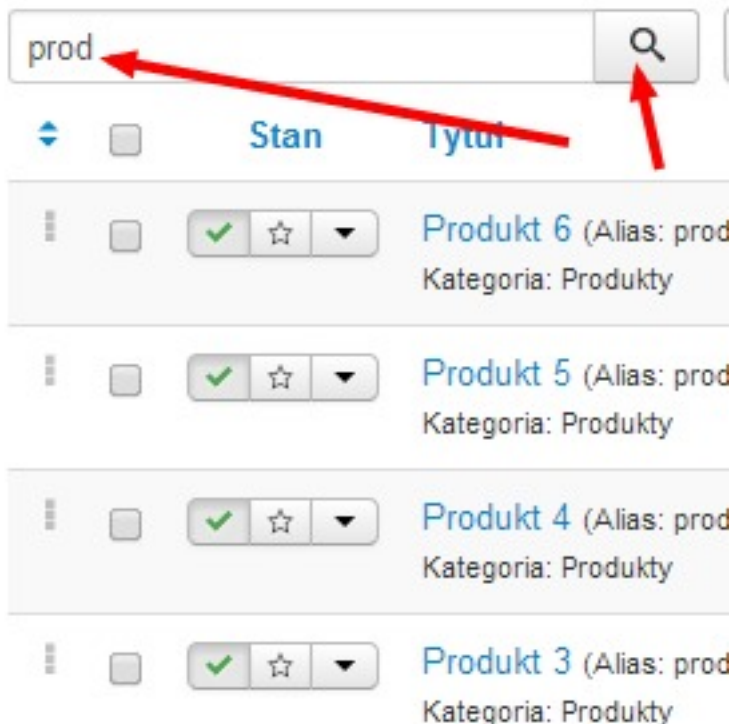 prod
Stan Tytuł
Produkt 6 (Alias: prod
Kategoria: Produkty
Produkt 5 (Alias: prod
Kategoria: Produkty
Produkt 4 (Alias: prod
Kategoria: Produkty
Produkt 3 (Alias: prod
Kategoria: Produkty